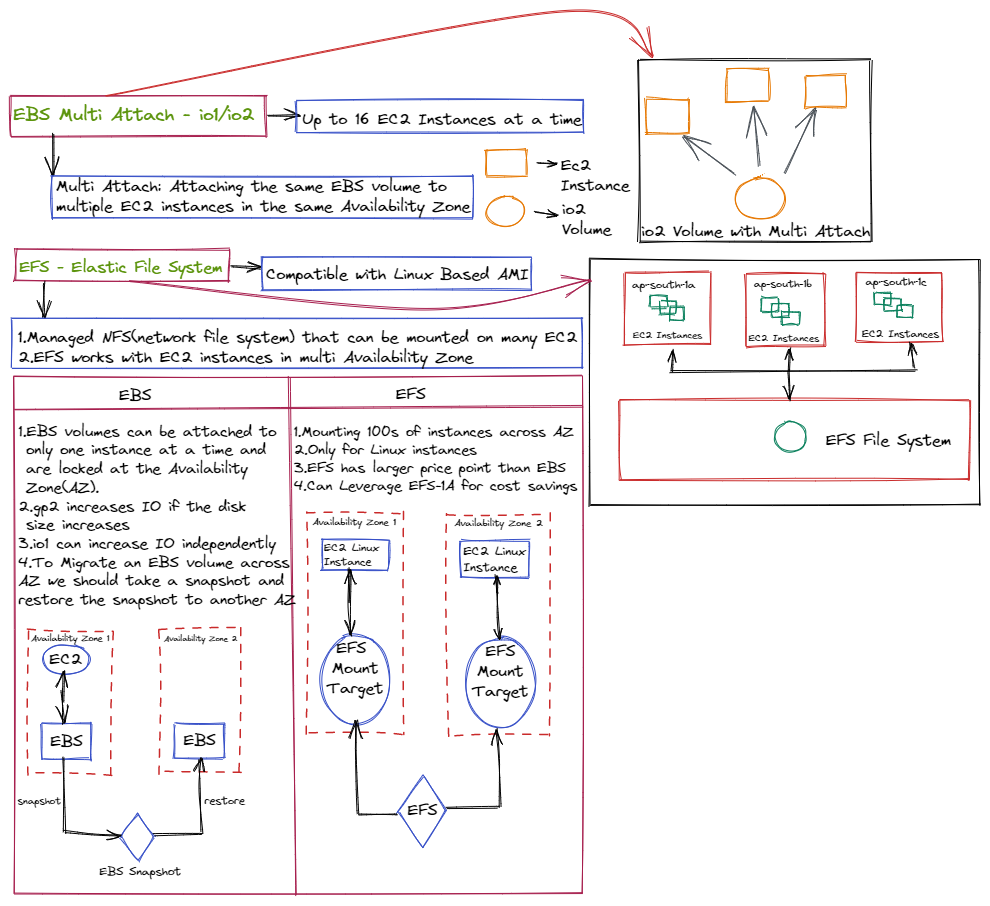 EBS Multi Attach - io1/io2
Up to 16 EC2 Instances at a time
Multi Attach: Attaching the same EBS volume to
multiple EC2 instances in the same Availability Zone
Ec2
Instance
io2
Volume
io2 Volume with Multi Attach
EFS - Elastic File System
Compatible with Linux Based AMI
1.Managed NFS(network file system) that can be mounted on many EC2
2.EFS works with EC2 instances in multi Availability Zone
ap-south-1a
EC2 Instances
ap-south-1b
EC2 Instances
ap-south-1c
EC2 Instances
EFS File System
EBS
1.EBS volumes can be attached to
only one instance at a time and
are locked at the Availability
Zone(AZ).
2.gp2 increases IO if the disk
size increases
3.io1 can increase IO independently
4.To Migrate an EBS volume across
AZ we should take a snapshot and
restore the snapshot to another AZ
Availability Zone 1
EC2
EBS
Availability Zone 2
EBS
snapshot
restore
EBS Snapshot
EFS
1.Mounting 100s of instances across AZ
2.Only for Linux instances
3.EFS has larger price point than EBS
4.Can Leverage EFS-1A for cost savings
Availability Zone 1
EC2 Linux
Instance
EFS
Mount
Target
Availability Zone 2
EC2 Linux
Instance
EFS
Mount
Target
EFS